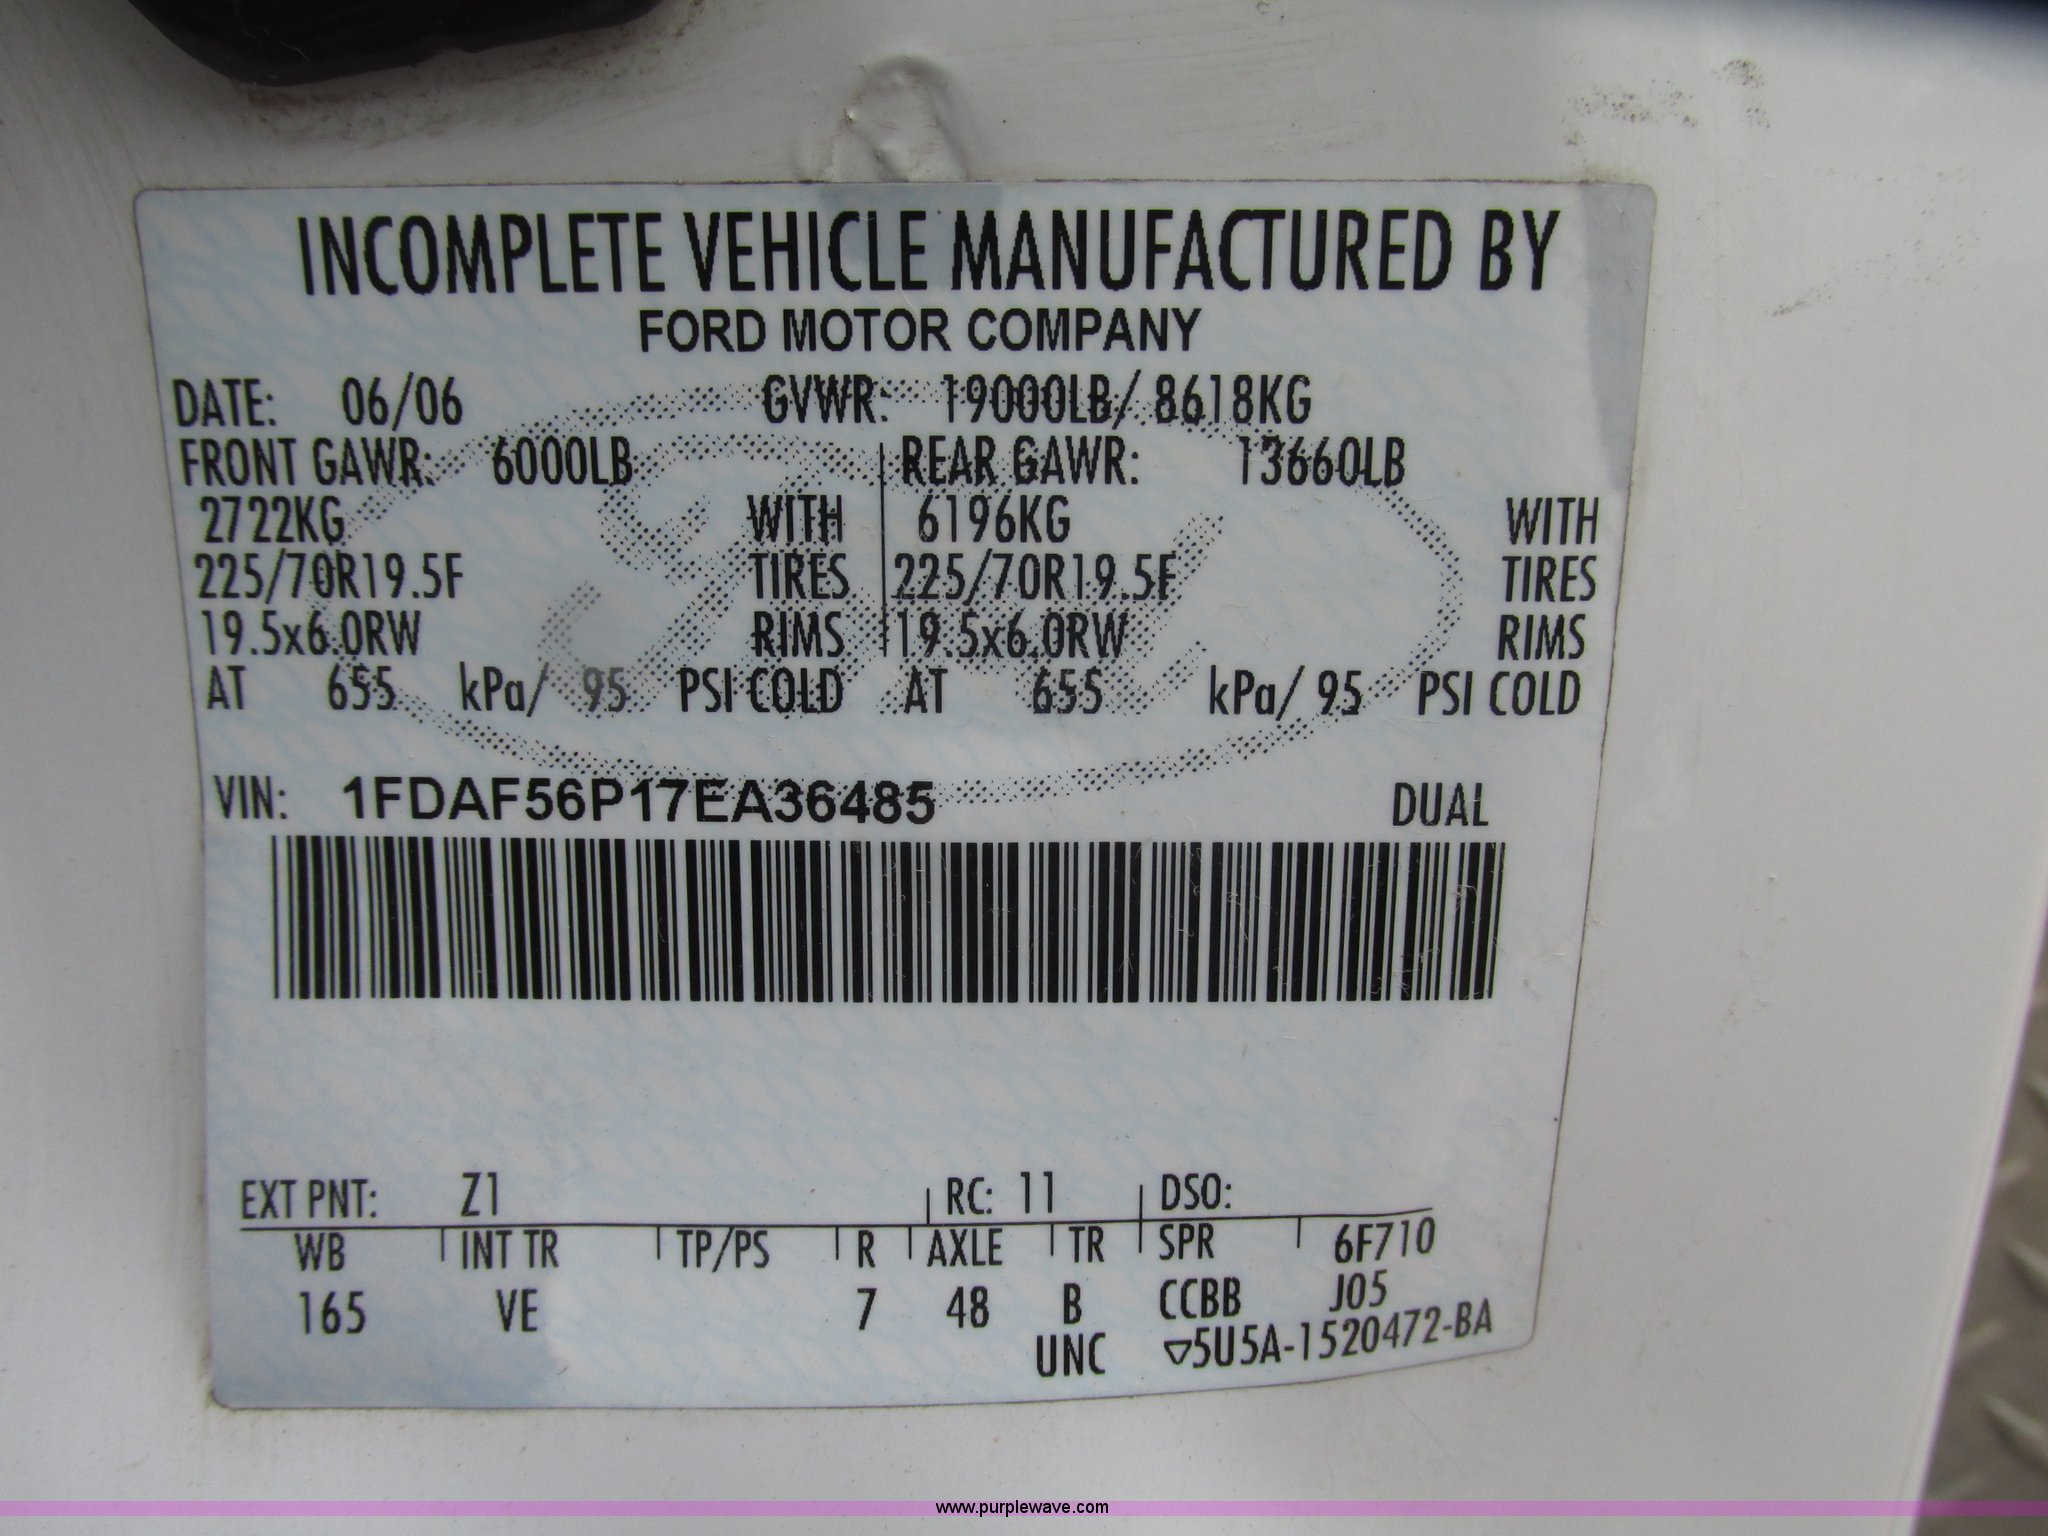 INCOMPLETE VEHICLE MANUFACTURED BY
FORD MOTOR COMPANY
DATE: 06/06 GVWR: 19000LB/ 8618KG
FRONT GAWR: 6000LB REAR GAWR: 13660LB
2722KG WITH 6196KG WITH
225/70R19.5F TIRES 225/70R19.5F TIRES
19.5x6.0RW RIMS 19.5x6.0RW RIMS
AT 655 kPa/ 95 PSI COLD AT 655 kPa/ 95 PSI COLD
VIN: 1FDAF56P17EA36485 DUAL
EXT PNT: Z1 RC: 11 DSO:
WB INT TR TP/PS R AXLE TR SPR 6F710
165 VE 7 48 B CCBB J05
UNC ▽5U5A-1520472-BA
www.purplewave.com